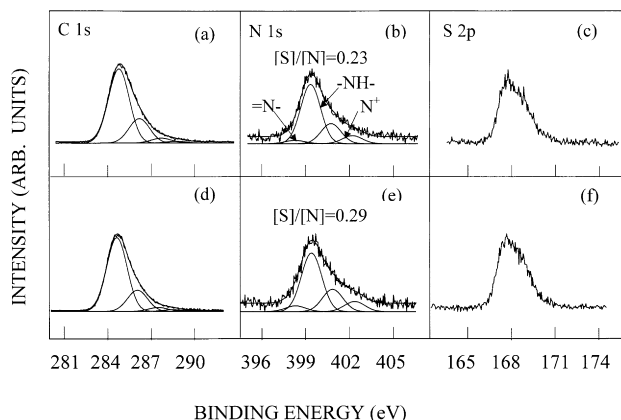 C 1s
(a)
N 1s
(b)
S 2p
(c)
[S]/[N]=0.23
-NH-
=N-
N+
(d)
(e)
(f)
[S]/[N]=0.29
INTENSITY (ARB. UNITS)
281 284 287 290 396 399 402 405 165 168 171 174
BINDING ENERGY (eV)